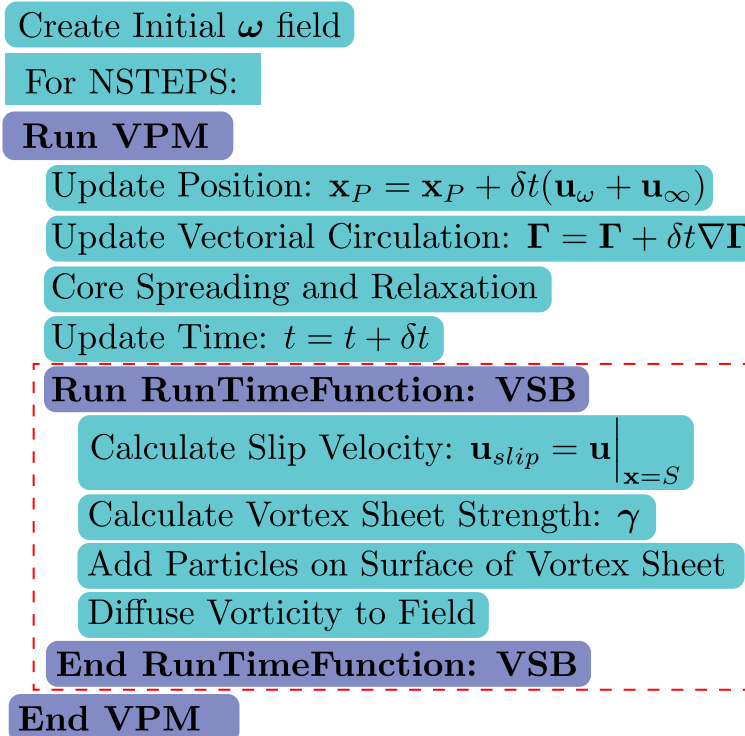 Create Initial ω field
For NSTEPS:
Run VPM
Update Position: x_P = x_P + δt(u_ω + u_∞)
Update Vectorial Circulation: Γ = Γ + δt∇Γ
Core Spreading and Relaxation
Update Time: t = t + δt
Run RunTimeFunction: VSB
Calculate Slip Velocity: u_slip = u|_x=S
Calculate Vortex Sheet Strength: γ
Add Particles on Surface of Vortex Sheet
Diffuse Vorticity to Field
End RunTimeFunction: VSB
End VPM